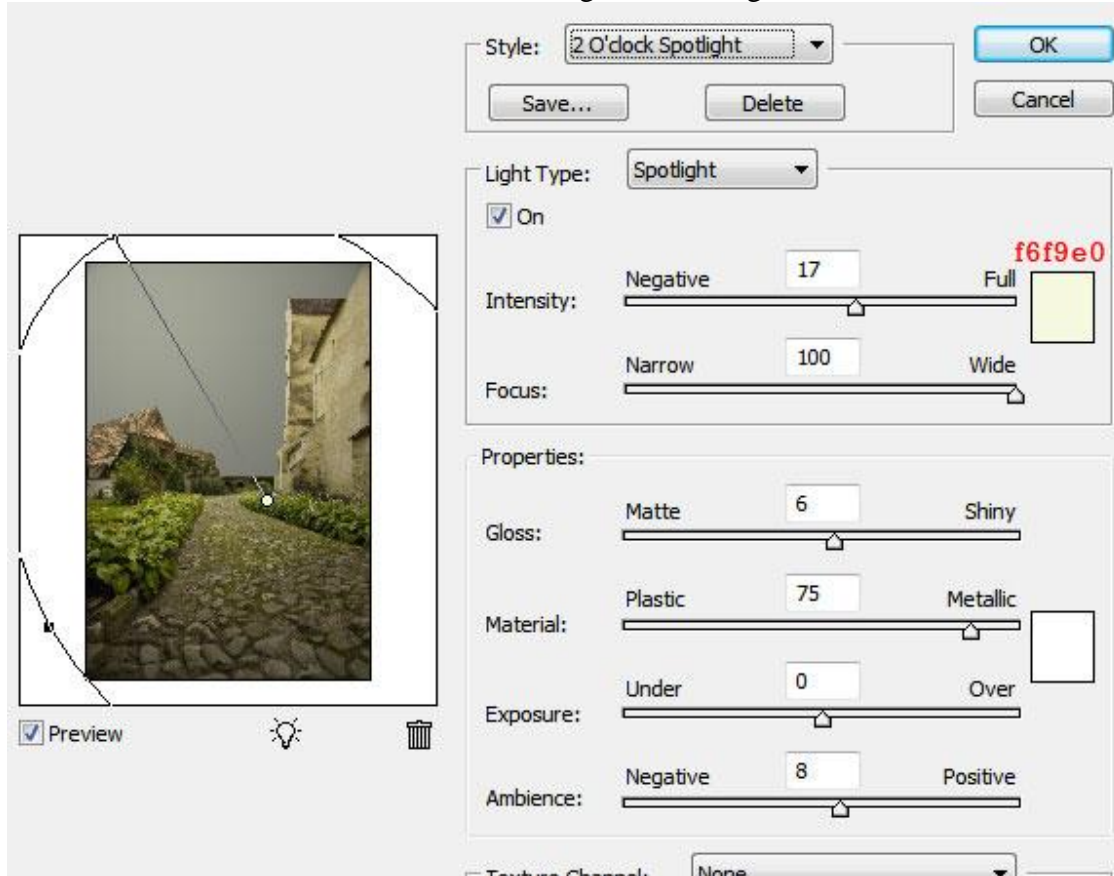 Style: 2 O'clock Spotlight OK
Save... Delete Cancel
Light Type: Spotlight
On
f6f9e0
Negative 17 Full
Intensity:
Narrow 100 Wide
Focus:
Properties:
Matte 6 Shiny
Gloss:
Plastic 75 Metallic
Material:
Under 0 Over
Exposure:
Preview
Negative 8 Positive
Ambience:
Texture Channel: None